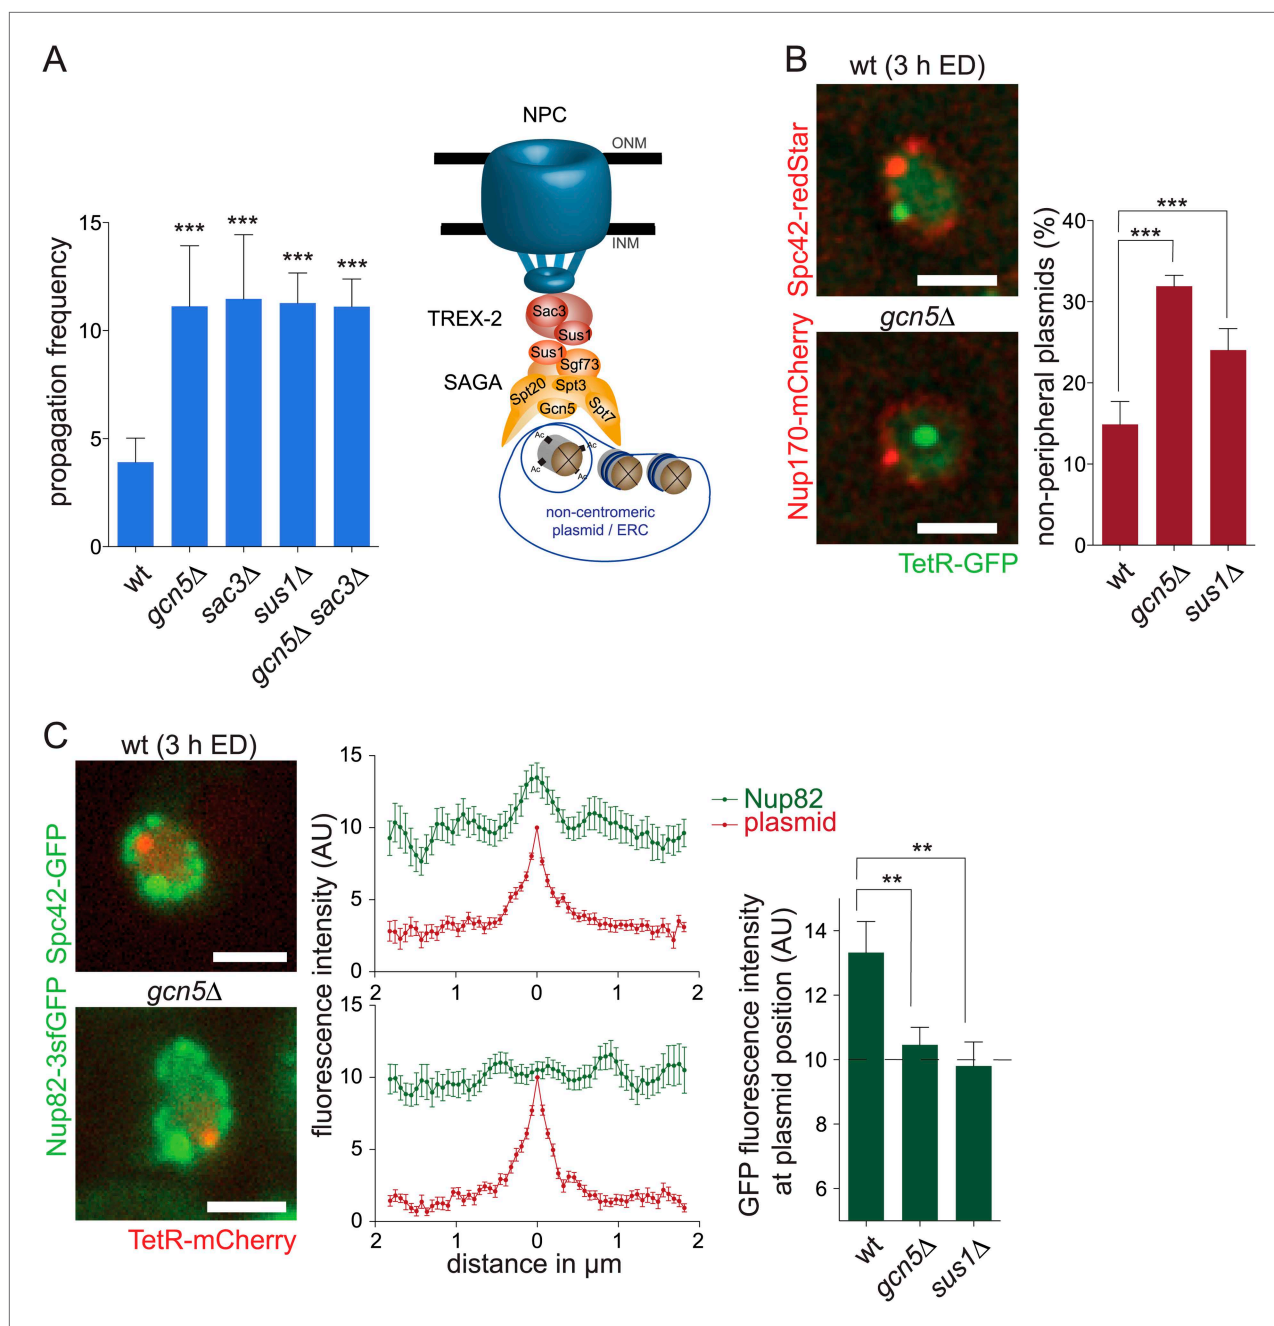 A
propagation frequency
15
10
5
0
***
***
***
***
wt
gcn5Δ
sac3Δ
sus1Δ
gcn5Δ sac3Δ
NPC
ONM
INM
TREX-2
Sac3
Sus1
SAGA
Sus1
Sgf73
Spt20
Spt3
Gcn5
Spt7
Ac
Ac
Ac
Ac
non-centromeric
plasmid / ERC
B
wt (3 h ED)
Spc42-redStar
gcn5Δ
Nup170-mCherry
TetR-GFP
non-peripheral plasmids (%)
40
30
20
10
0
***
***
wt
gcn5Δ
sus1Δ
C
wt (3 h ED)
Spc42-GFP
gcn5Δ
Nup82-3sfGFP
TetR-mCherry
fluorescence intensity (AU)
15
10
5
0
2 1 0 1 2
15
10
5
0
2 1 0 1 2
distance in µm
Nup82
plasmid
GFP fluorescence intensity
at plasmid position (AU)
14
12
10
8
6
**
**
wt
gcn5Δ
sus1Δ